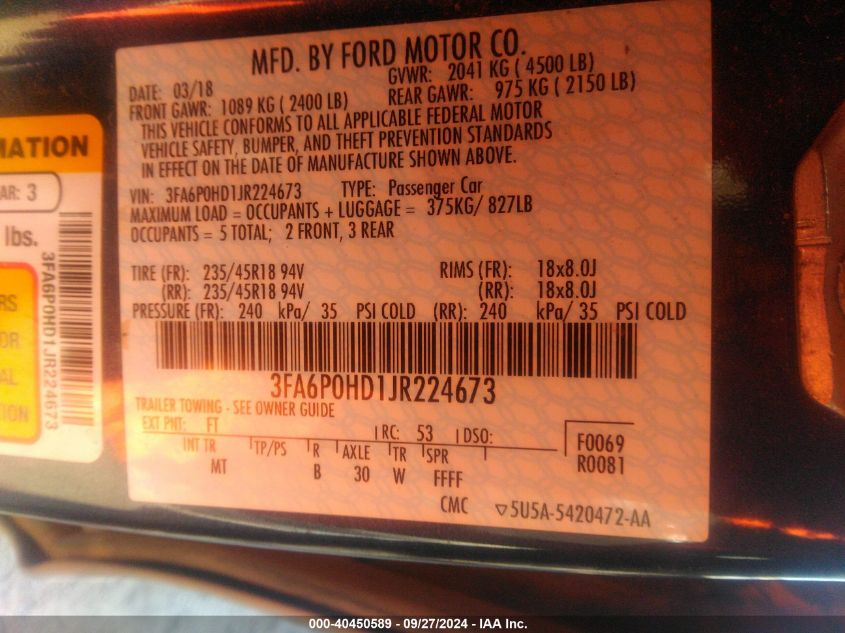 MFD. BY FORD MOTOR CO.
DATE: 03/18
GVWR: 2041 KG ( 4500 LB)
FRONT GAWR: 1089 KG ( 2400 LB)
REAR GAWR: 975 KG ( 2150 LB)
THIS VEHICLE CONFORMS TO ALL APPLICABLE FEDERAL MOTOR
VEHICLE SAFETY, BUMPER, AND THEFT PREVENTION STANDARDS
IN EFFECT ON THE DATE OF MANUFACTURE SHOWN ABOVE.
VIN: 3FA6P0HD1JR224673 TYPE: Passenger Car
MAXIMUM LOAD = OCCUPANTS + LUGGAGE = 375KG/ 827LB
OCCUPANTS = 5 TOTAL; 2 FRONT, 3 REAR
TIRE (FR): 235/45R18 94V RIMS (FR): 18x8.0J
(RR): 235/45R18 94V (RR): 18x8.0J
PRESSURE (FR): 240 kPa/ 35 PSI COLD (RR): 240 kPa/ 35 PSI COLD
3FA6P0HD1JR224673
TRAILER TOWING - SEE OWNER GUIDE
EXT PNT: FT RC: 53 DSO:
INT TR TP/PS R AXLE TR SPR
MT B 30 W FFFF
F0069
R0081
CMC ▽5U5A-5420472-AA
MATION
AR: 3
lbs.
3FA6P0HD1JR224673
RS
OR
AL
TION
000-40450589 - 09/27/2024 - IAA Inc.